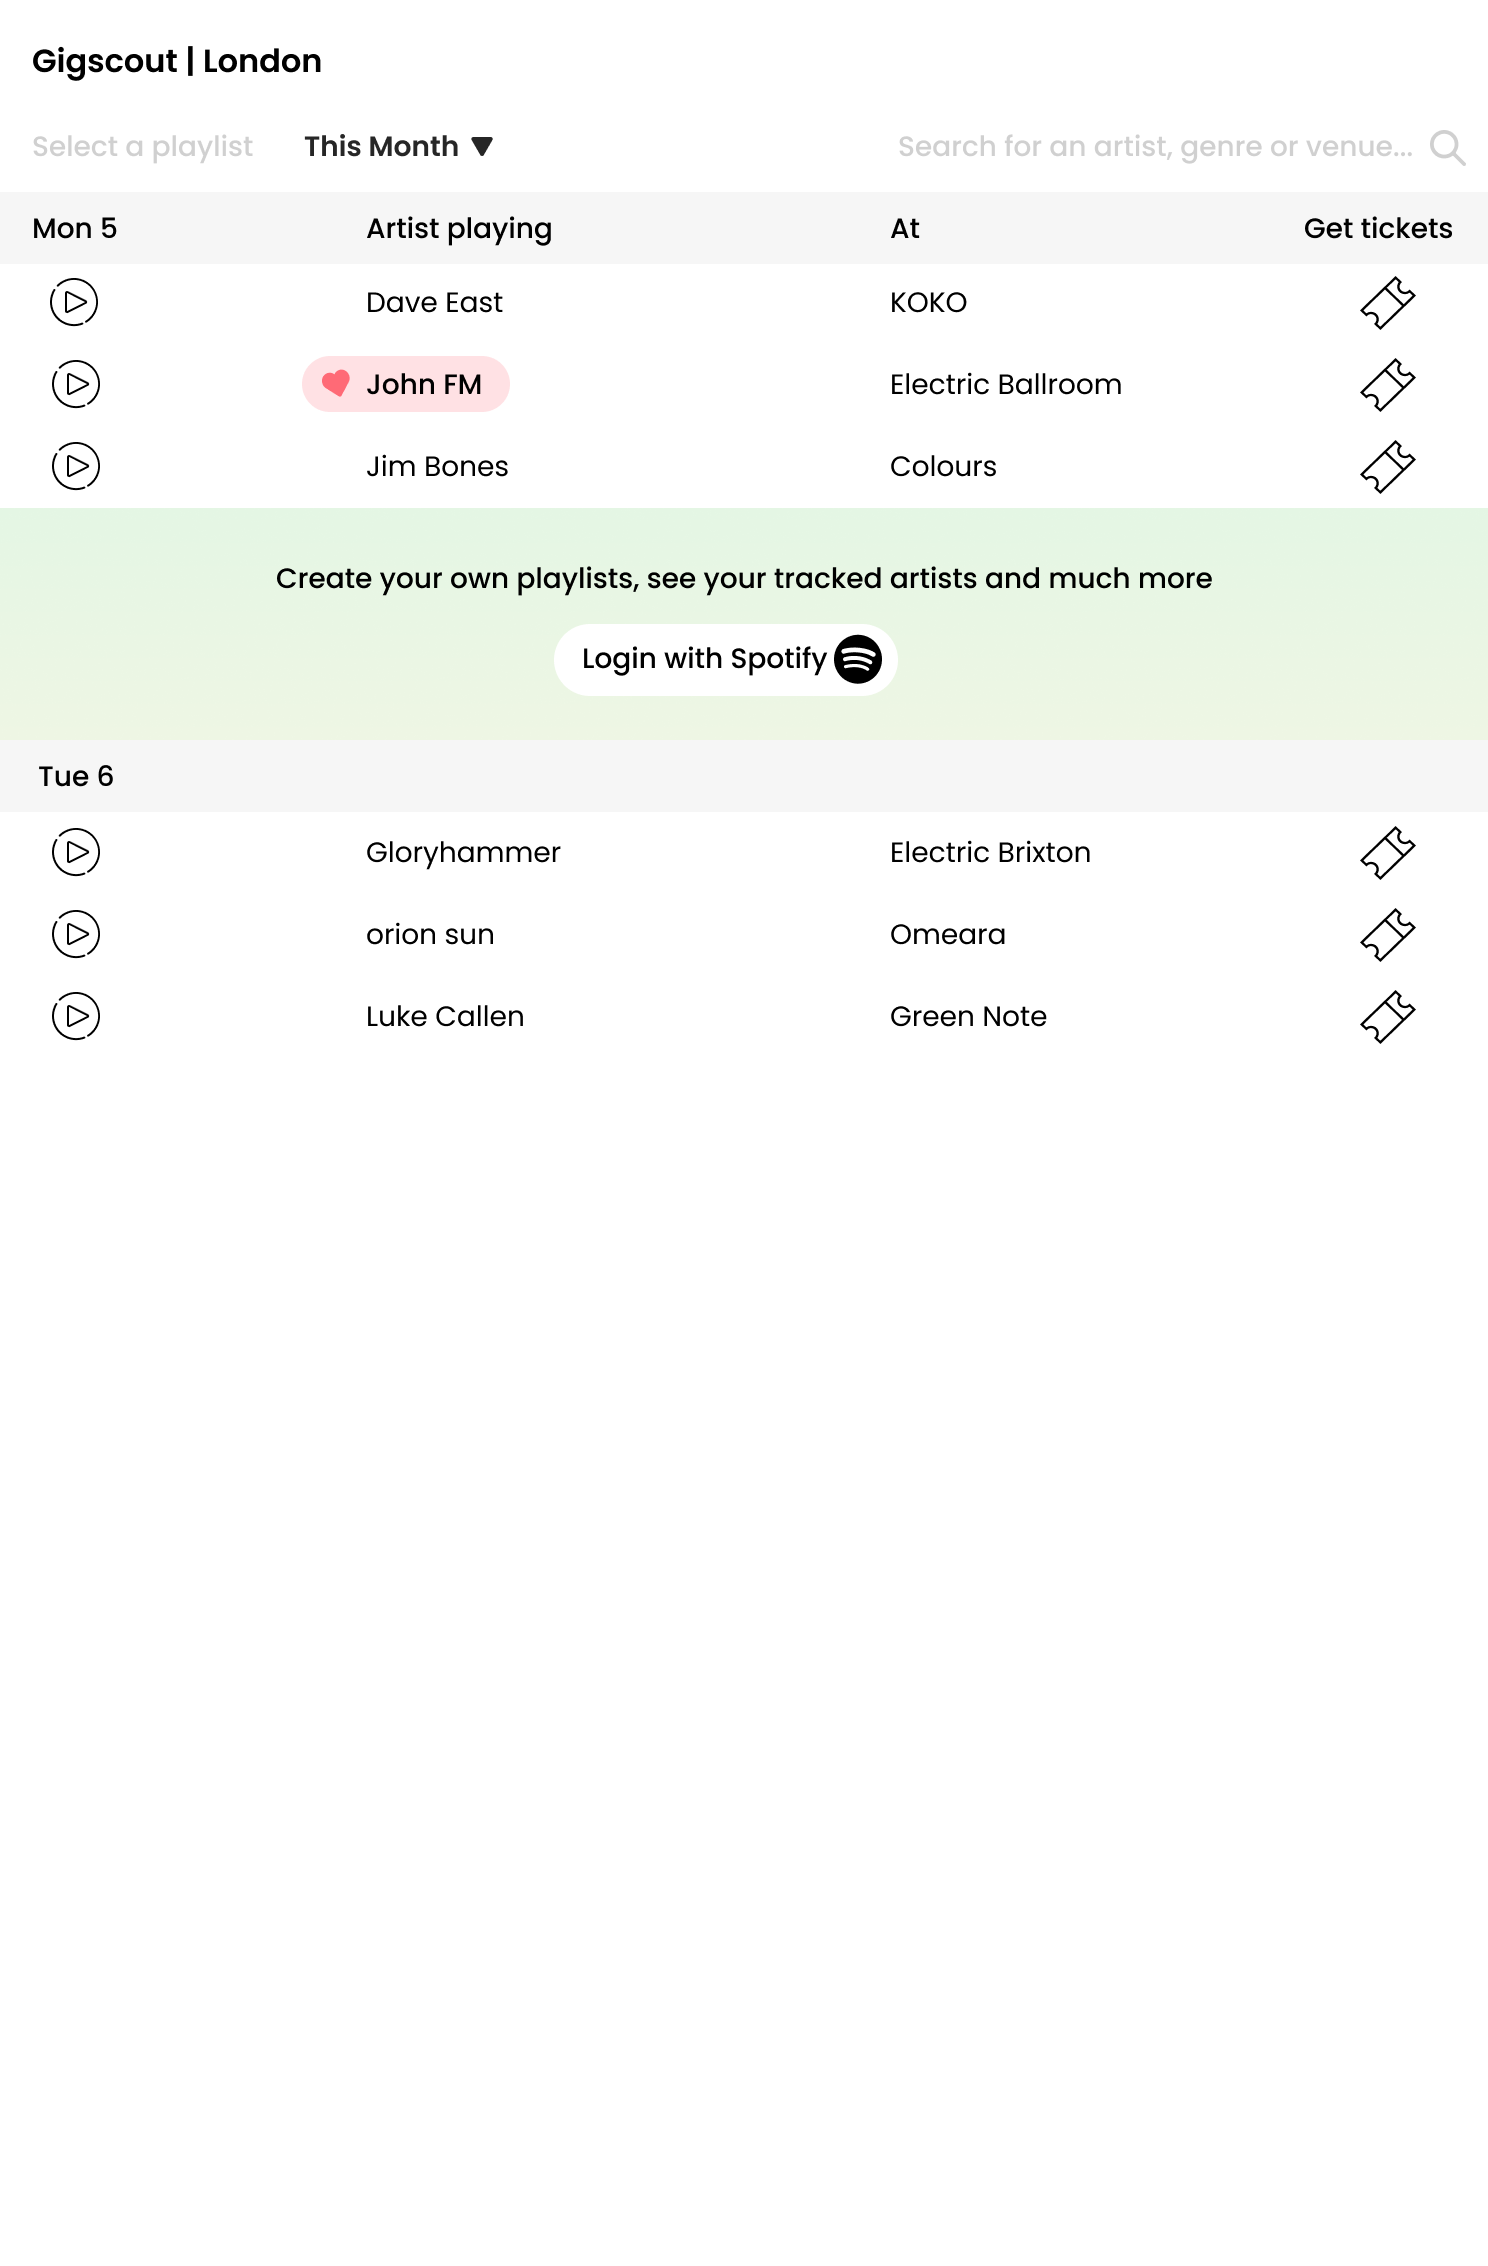 Gigscout | London
Select a playlist This Month ▼ Search for an artist, genre or venue...
Mon 5 Artist playing At Get tickets
Dave East KOKO
John FM Electric Ballroom
Jim Bones Colours
Create your own playlists, see your tracked artists and much more
Login with Spotify
Tue 6
Gloryhammer Electric Brixton
orion sun Omeara
Luke Callen Green Note